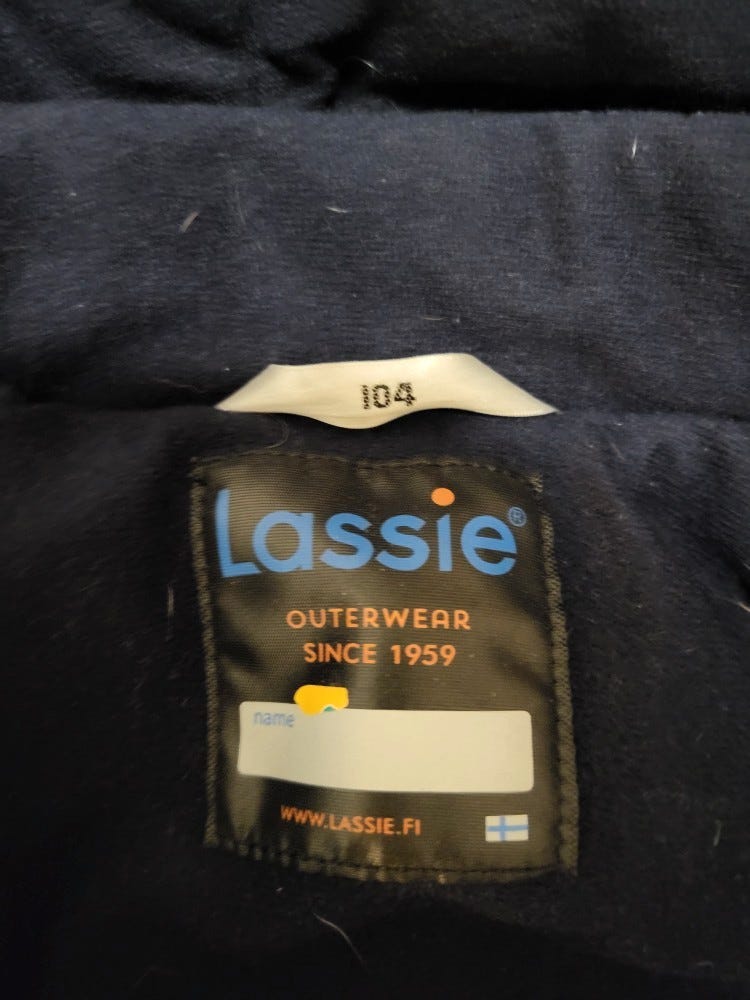 104
Lassie®
OUTERWEAR
SINCE 1959
name
WWW.LASSIE.FI